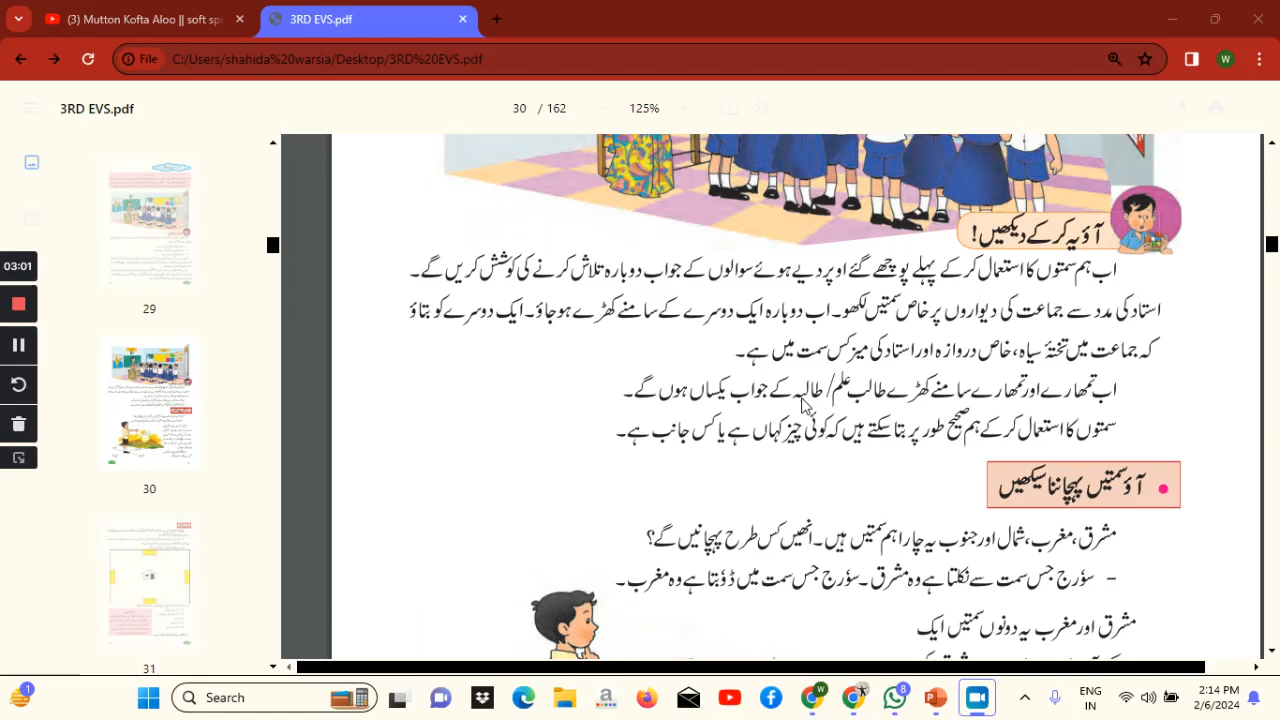 (3) Mutton Kofta Aloo || soft sp
3RD EVS.pdf
File
C:/Users/shahida%20warsia/Desktop/3RD%20EVS.pdf
W
3RD EVS.pdf
30 / 162
125%
29
30
31
03:01
آؤ کر کے دیکھیں!
اب ہم سمتوں کا استعمال کر کے پہلے پوچھے گئے اوپر دیے ہوئے سوالوں کے جواب دوبارہ تلاش کرنے کی کوشش کریں گے۔
استاد کی مدد سے جماعت کی دیواروں پر خاص سمتیں لکھو۔ اب دوبارہ ایک دوسرے کے سامنے کھڑے ہو جاؤ۔ ایک دوسرے کو بتاؤ
کہ جماعت میں تختۂ سیاہ، خاص دروازہ اور استاد کی میز کس سمت میں ہے۔
اب تمھارے اور تمھارے سامنے کھڑے طالب علم/طالبہ کے جواب یکساں ہوں گے۔
سمتوں کا استعمال کر کے ہم صحیح طور پر بتا سکتے ہیں کہ کوئی چیز کہاں ہے یا کس جانب ہے۔
● آؤ سمتیں پہچاننا سیکھیں
مشرق، مغرب، شمال اور جنوب یہ چار اہم سمتیں ہیں۔ انھیں کس طرح پہچانیں گے؟
- سؤرج جس سمت سے نکلتا ہے وہ مشرق۔ سؤرج جس سمت میں ڈؤبتا ہے وہ مغرب۔
مشرق اور مغرب یہ دونوں سمتیں ایک
Search
8
1
ENG
IN
2:14 PM
2/6/2024